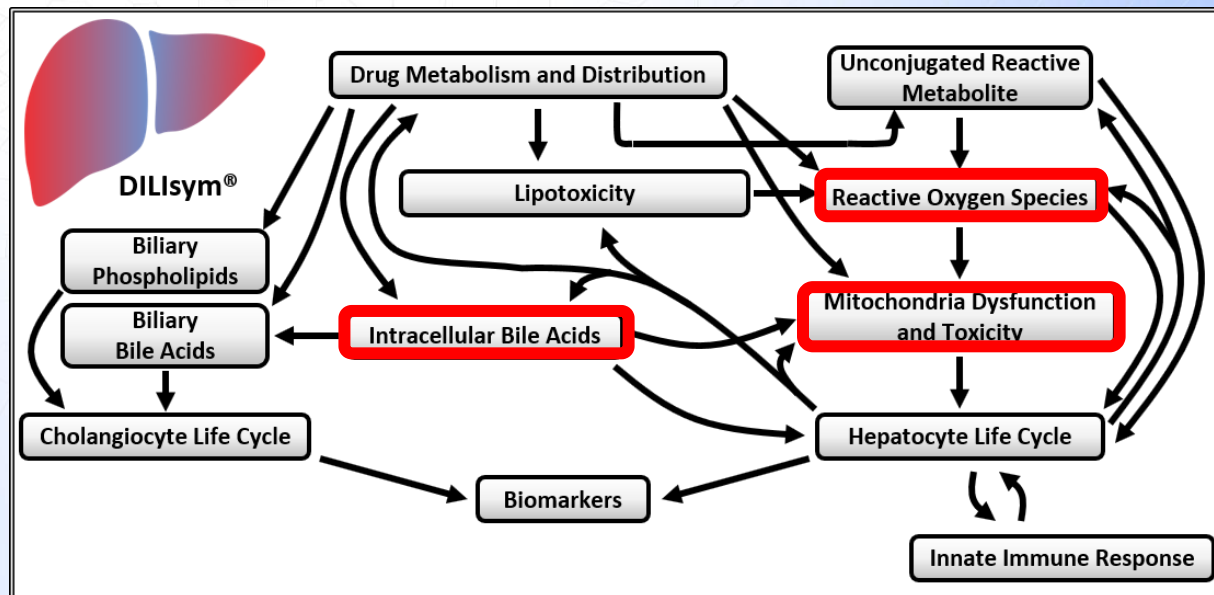 Drug Metabolism and Distribution
Unconjugated Reactive
Metabolite
DILIsym®
Lipotoxicity
Reactive Oxygen Species
Biliary
Phospholipids
Mitochondria Dysfunction
and Toxicity
Biliary
Bile Acids
Intracellular Bile Acids
Cholangiocyte Life Cycle
Hepatocyte Life Cycle
Biomarkers
Innate Immune Response